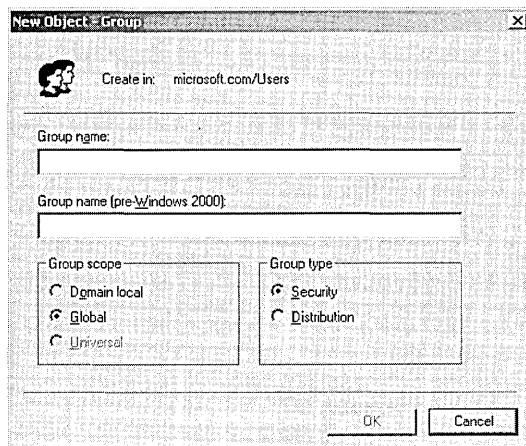 New Object - Group
Create in: microsoft.com/Users
Group name:
Group name (pre-Windows 2000):
Group scope
Domain local
Global
Universal
Group type
Security
Distribution
OK
Cancel